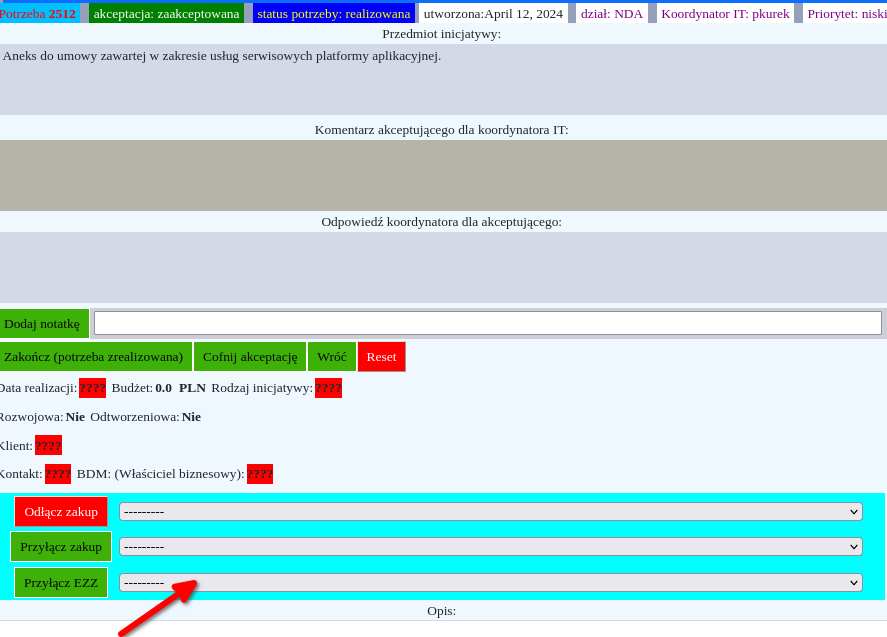 Potrzeba 2512 akceptacja: zaakceptowana status potrzeby: realizowana utworzona:April 12, 2024 dział: NDA Koordynator IT: pkurek Priorytet: niski
Przedmiot inicjatywy:
Aneks do umowy zawartej w zakresie usług serwisowych platformy aplikacyjnej.
Komentarz akceptującego dla koordynatora IT:
Odpowiedź koordynatora dla akceptującego:
Dodaj notatkę
Zakończ (potrzeba zrealizowana) Cofnij akceptację Wróć Reset
Data realizacji: ???? Budżet: 0.0 PLN Rodzaj inicjatywy: ????
Rozwojowa: Nie Odtworzeniowa: Nie
Klient: ????
Kontakt: ???? BDM: (Właściciel biznesowy): ????
Odłącz zakup ---------
Przyłącz zakup ---------
Przyłącz EZZ ---------
Opis: